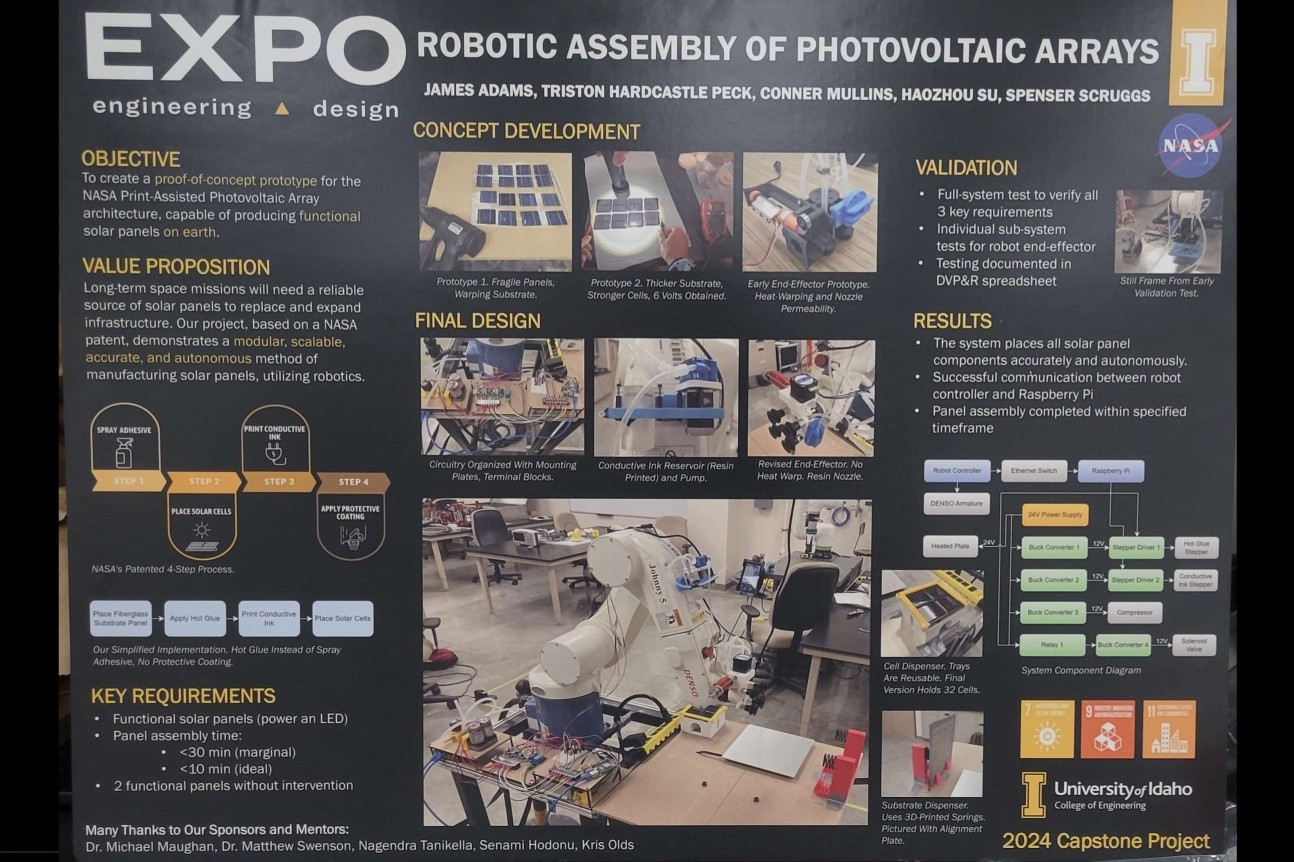 EXPO
engineering design
ROBOTIC ASSEMBLY OF PHOTOVOLTAIC ARRAYS
JAMES ADAMS, TRISTON HARDCASTLE PECK, CONNER MULLINS, HAOZHOU SU, SPENSER SCRUGGS
I
NASA
OBJECTIVE
To create a proof-of-concept prototype for the
NASA Print-Assisted Photovoltaic Array
architecture, capable of producing functional
solar panels on earth.
VALUE PROPOSITION
Long-term space missions will need a reliable
source of solar panels to replace and expand
infrastructure. Our project, based on a NASA
patent, demonstrates a modular, scalable,
accurate, and autonomous method of
manufacturing solar panels, utilizing robotics.
SPRAY ADHESIVE
PRINT CONDUCTIVE
INK
STEP 1
STEP 2
STEP 3
STEP 4
PLACE SOLAR CELLS
APPLY PROTECTIVE
COATING
NASA's Patented 4-Step Process.
Place Fiberglass
Substrate Panel
Apply Hot Glue
Print Conductive
Ink
Place Solar Cells
Our Simplified Implementation. Hot Glue Instead of Spray
Adhesive, No Protective Coating.
KEY REQUIREMENTS
• Functional solar panels (power an LED)
• Panel assembly time:
• <30 min (marginal)
• <10 min (ideal)
• 2 functional panels without intervention
Many Thanks to Our Sponsors and Mentors:
Dr. Michael Maughan, Dr. Matthew Swenson, Nagendra Tanikella, Senami Hodonu, Kris Olds
CONCEPT DEVELOPMENT
Prototype 1. Fragile Panels,
Warping Substrate.
Prototype 2. Thicker Substrate,
Stronger Cells, 6 Volts Obtained.
Early End-Effector Prototype.
Heat-Warping and Nozzle
Permeability.
FINAL DESIGN
Circuitry Organized With Mounting
Plates, Terminal Blocks.
Conductive Ink Reservoir (Resin
Printed) and Pump.
Revised End-Effector. No
Heat Warp. Resin Nozzle.
Johnny 5
DENSO
Cell Dispenser. Trays
Are Reusable. Final
Version Holds 32 Cells.
Substrate Dispenser.
Uses 3D-Printed Springs.
Pictured With Alignment
Plate.
VALIDATION
• Full-system test to verify all
3 key requirements
• Individual sub-system
tests for robot end-effector
• Testing documented in
DVP&R spreadsheet
Still Frame From Early
Validation Test.
RESULTS
• The system places all solar panel
components accurately and autonomously.
• Successful communication between robot
controller and Raspberry Pi
• Panel assembly completed within specified
timeframe
Robot Controller
Ethernet Switch
Raspberry Pi
DENSO Armature
24V Power Supply
Heated Plate
24V
Buck Converter 1
12V
Stepper Driver 1
Hot Glue
Stepper
Buck Converter 2
12V
Stepper Driver 2
Conductive
Ink Stepper
Buck Converter 3
12V
Compressor
Relay 1
Buck Converter 4
12V
Solenoid
Valve
System Component Diagram
7
9 INDUSTRY, INNOVATION
AND INFRASTRUCTURE
11 SUSTAINABLE CITIES
AND COMMUNITIES
I
University of Idaho
College of Engineering
2024 Capstone Project